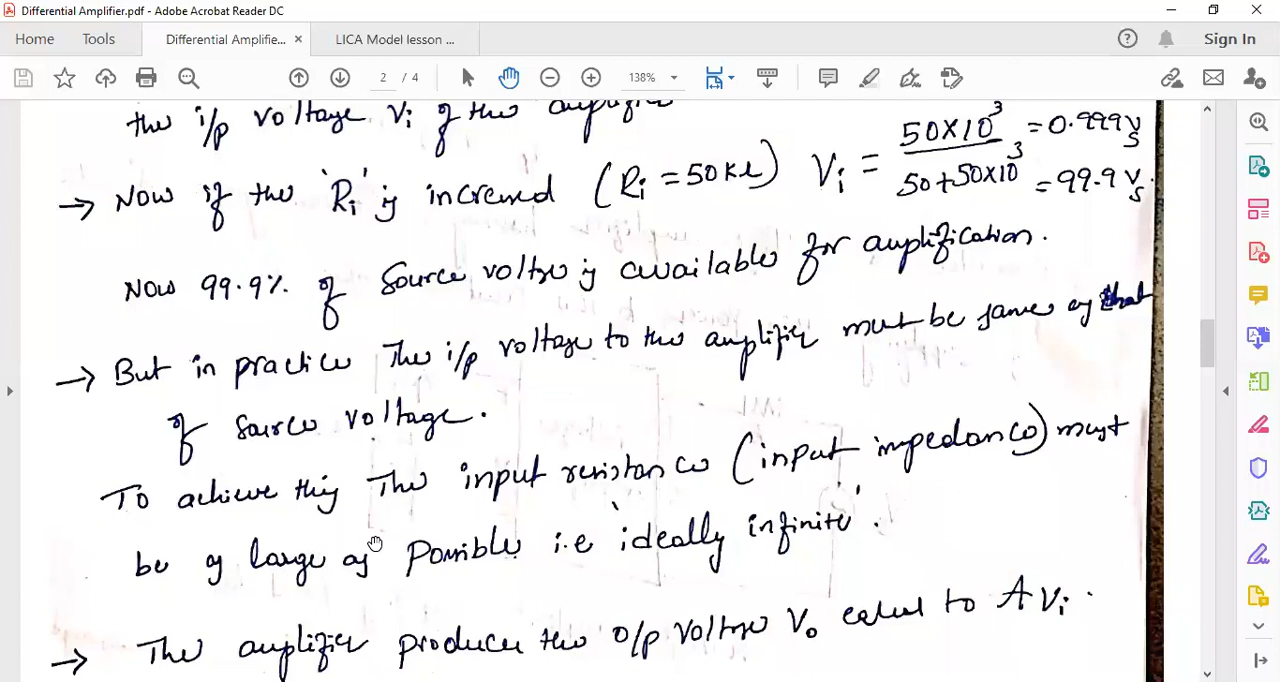 Differential Amplifier.pdf - Adobe Acrobat Reader DC
Home Tools Differential Amplifie... × LICA Model lesson ... Sign In
2 / 4 138%
the i/p voltage Vi of the amplifier
→ Now if the 'Ri' is increased (Ri = 50KΩ) Vi = 50×10³ / 50+50×10³ = 0.999Vs
= 99.9 Vs.
Now 99.9% of source voltage is available for amplification.
→ But in practice The i/p voltage to the amplifier must be same as that
of source voltage.
To achieve this The input resistance (input impedance) must
be as large as Possible i.e 'ideally infinite'.
→ The amplifier produce the o/p voltage Vo equal to AVi.